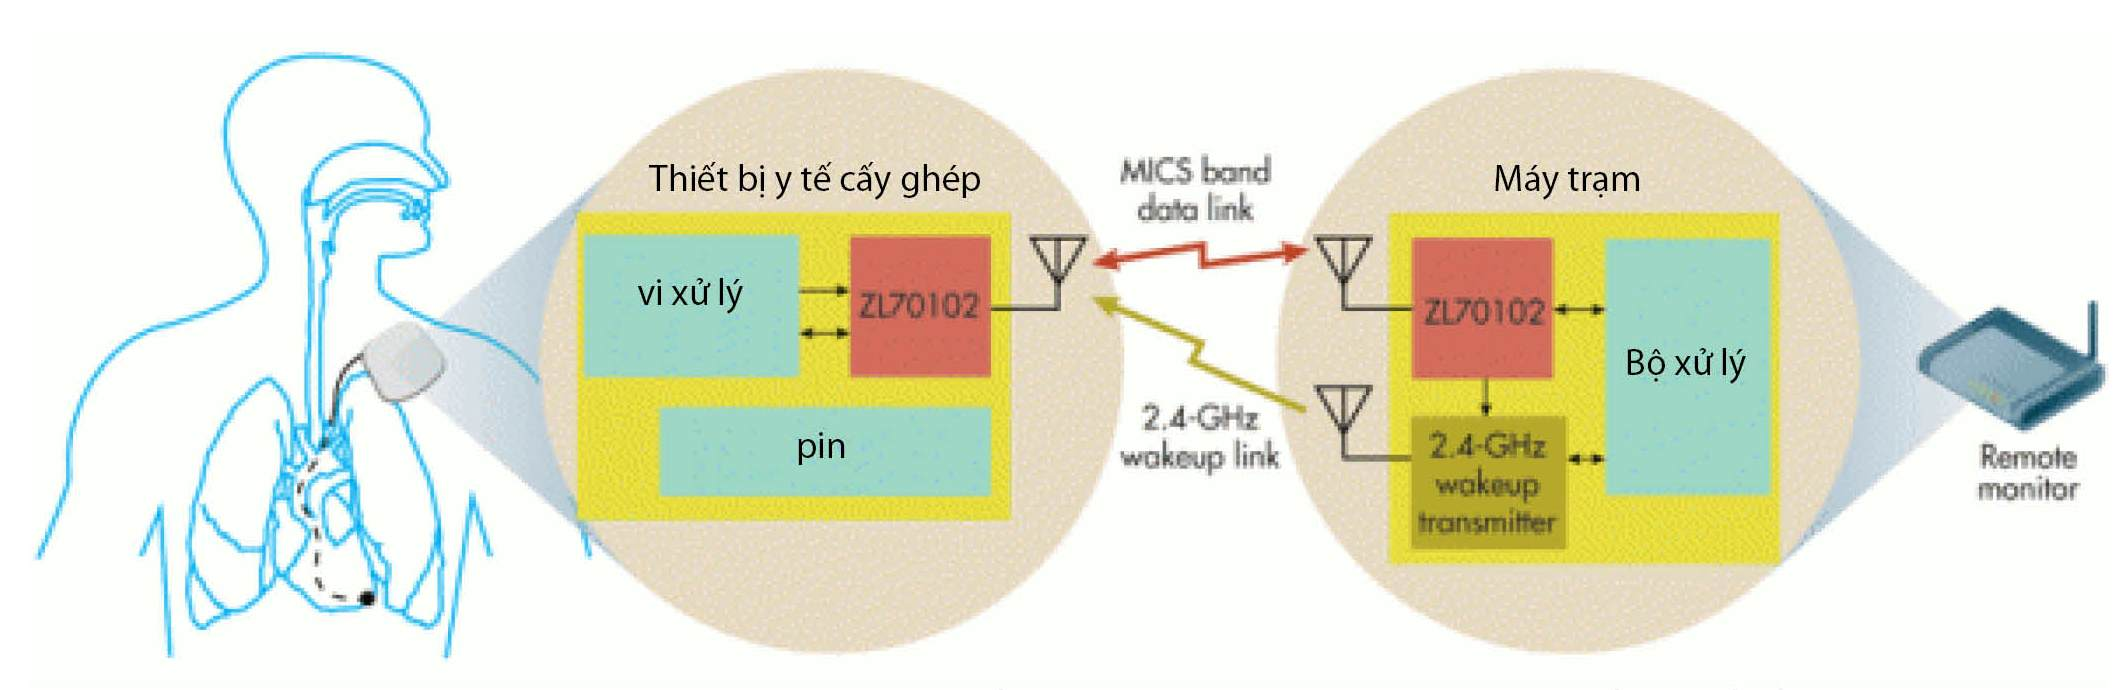 Thiết bị y tế cấy ghép
vi xử lý
ZL70102
pin
MICS band
data link
2.4-GHz
wakeup link
Máy trạm
ZL70102
Bộ xử lý
2.4-GHz
wakeup
transmitter
Remote
monitor